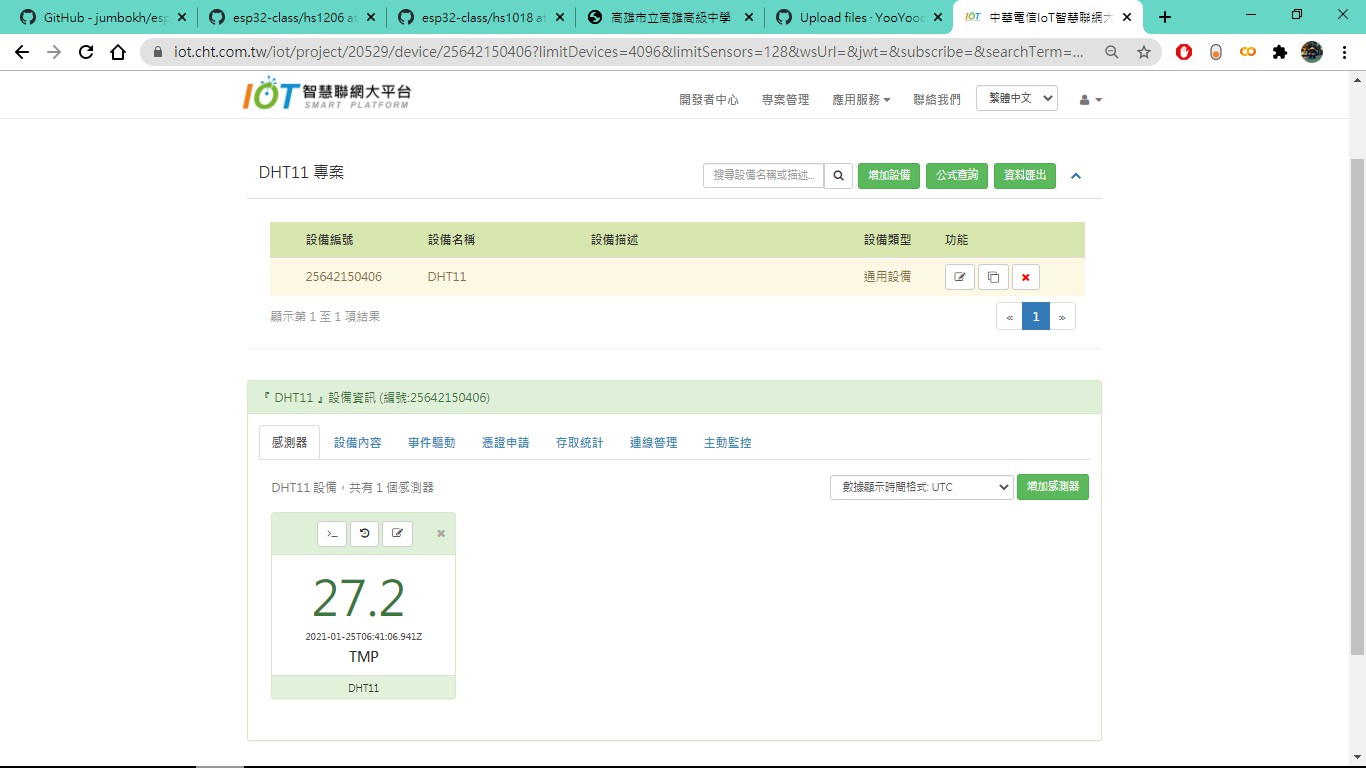 GitHub - jumbokh/esp
esp32-class/hs1206 at
esp32-class/hs1018 at
高雄市立高雄高級中學
Upload files · YooYooc
IOT 中華電信IoT智慧聯網大
iot.cht.com.tw/iot/project/20529/device/25642150406?limitDevices=4096&limitSensors=128&wsUrl=&jwt=&subscribe=&searchTerm=...
IOT 智慧聯網大平台
SMART PLATFORM
開發者中心 專案管理 應用服務 聯絡我們 繁體中文
DHT11 專案
搜尋設備名稱或描述... 增加設備 公式查詢 資料匯出
設備編號 設備名稱 設備描述 設備類型 功能
25642150406 DHT11 通用設備
顯示第 1 至 1 項結果
« 1 »
『 DHT11 』設備資訊 (編號:25642150406)
感測器 設備內容 事件驅動 憑證申請 存取統計 連線管理 主動監控
DHT11 設備，共有 1 個感測器
數據顯示時間格式: UTC 增加感測器
27.2
2021-01-25T06:41:06.941Z
TMP
DHT11